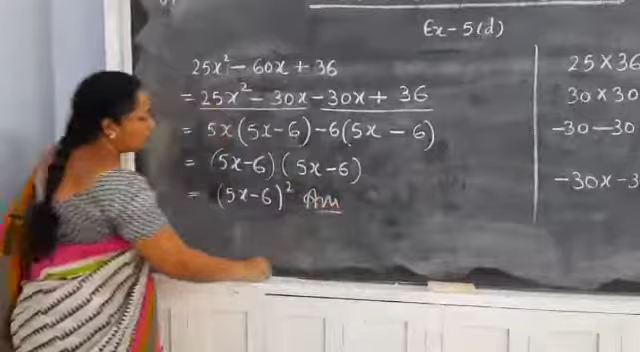 Ex-5(d)
25x² - 60x + 36
= 25x² - 30x - 30x + 36
= 5x(5x-6) -6(5x - 6)
= (5x-6) (5x-6)
= (5x-6)² Ans
25 X 36
30 X 30
-30-30
-30x-3